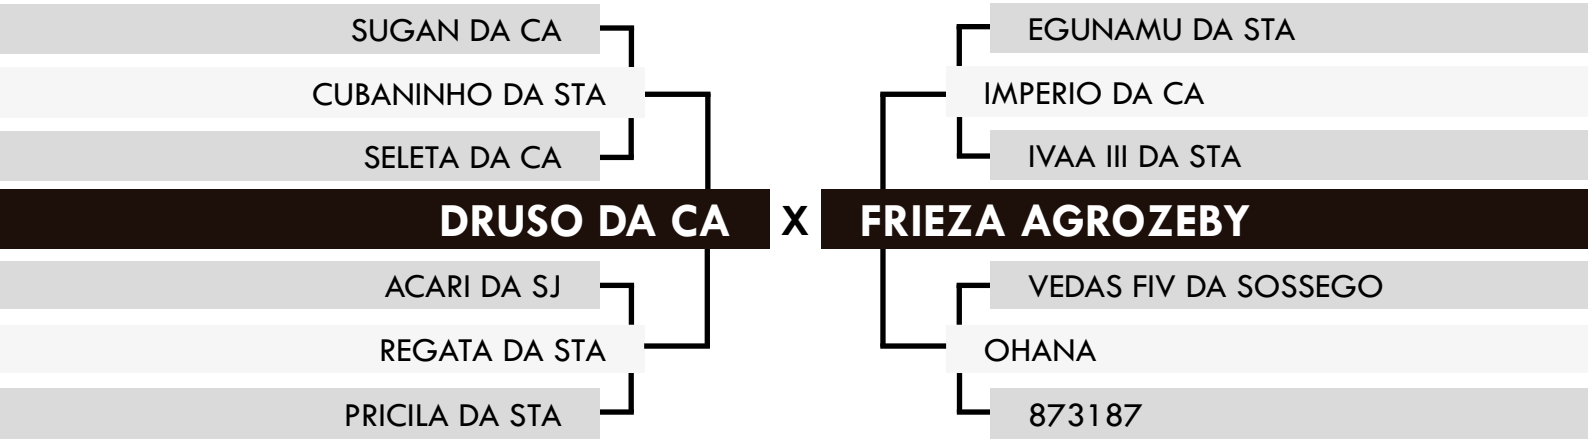 SUGAN DA CA
CUBANINHO DA STA
SELETA DA CA
DRUSO DA CA X FRIEZA AGROZEBY
ACARI DA SJ
REGATA DA STA
PRICILA DA STA
EGUNAMU DA STA
IMPERIO DA CA
IVAA III DA STA
VEDAS FIV DA SOSSEGO
OHANA
873187